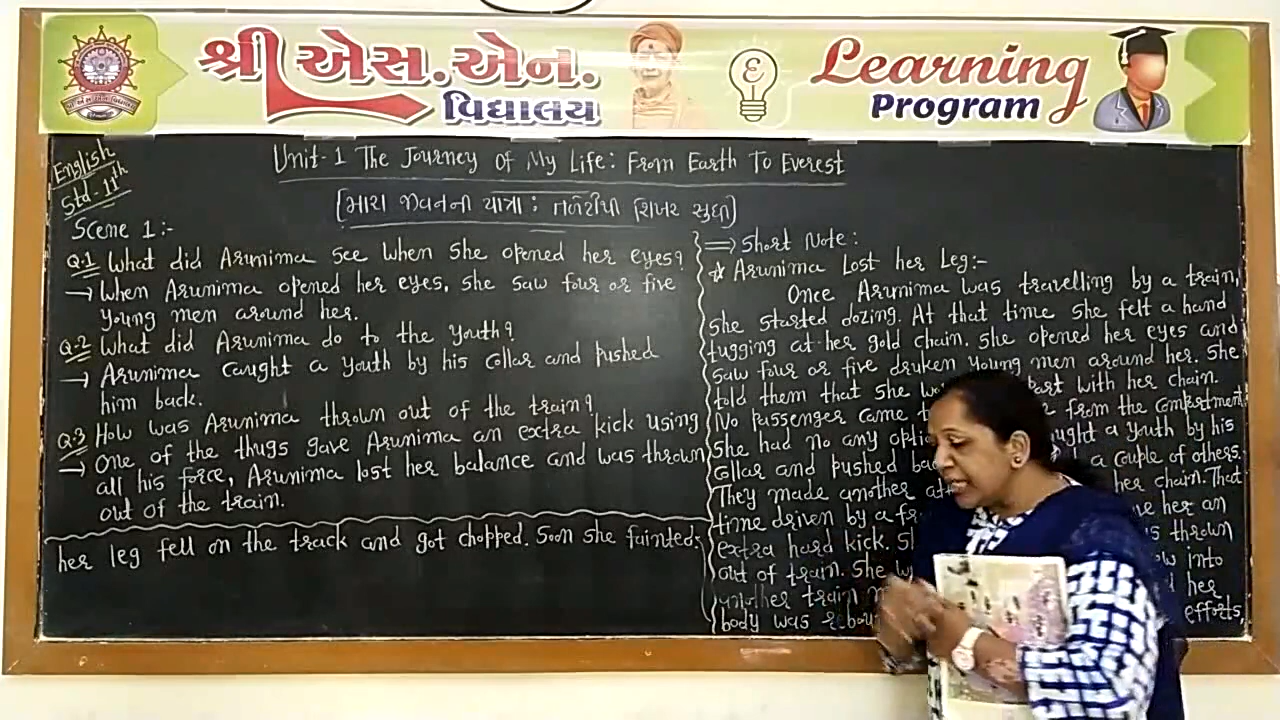 શ્રી એસ.એન.
વિદ્યાલય
Learning
Program
English
Std-11th
Unit-1 The Journey Of My Life: From Earth To Everest
[મારા જીવનની યાત્રા : તળેટીથી શિખર સુધી]
Scene 1:-
Q.1 What did Arunima see when she opened her eyes?
→ When Arunima opened her eyes, she saw four or five
young men around her.
Q.2 What did Arunima do to the youth?
→ Arunima caught a youth by his collar and pushed
him back.
Q.3 How was Arunima thrown out of the train?
→ One of the thugs gave Arunima an extra kick using
all his force, Arunima lost her balance and was thrown
out of the train.
her leg fell on the track and got chopped. Soon she fainted.
⇒ Short Note:
☆ Arunima Lost her Leg:-
Once Arunima was travelling by a train,
she started dozing. At that time she felt a hand
tugging at her gold chain. She opened her eyes and
saw four or five druken young men around her. She
told them that she part with her chain.
No passenger came from the compartment.
She had no any a youth by his
collar and pushed a couple of others.
They made another her chain. That
time driven by a her an
extra hard kick. thrown
out of train. She into
another train her
body was efforts,